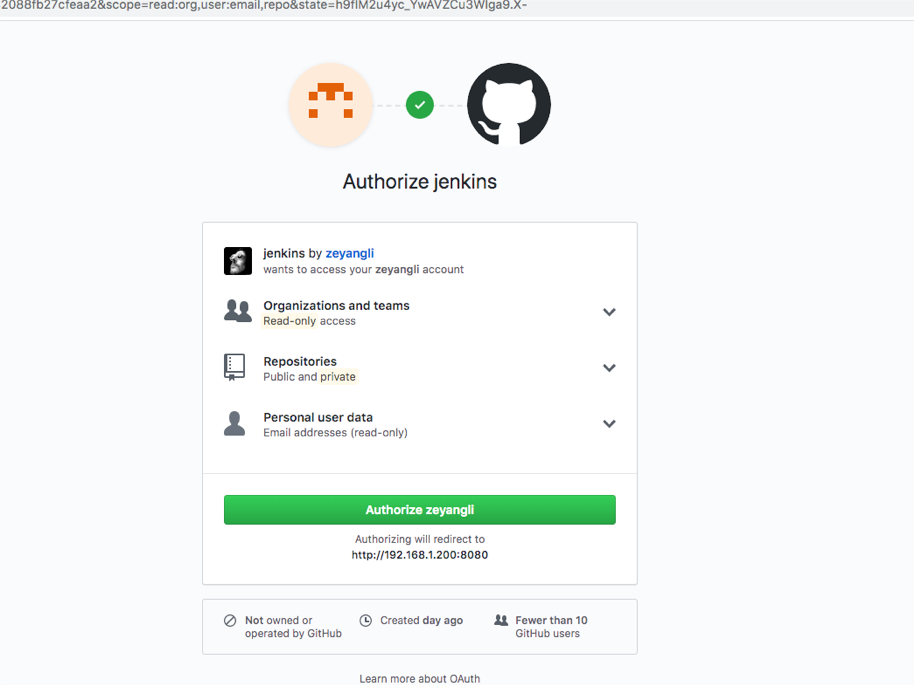 2088fb27cfeaa2&scope=read:org,user:email,repo&state=h9fIM2u4yc_YwAVZCu3WIga9.X-
Authorize jenkins
jenkins by zeyangli
wants to access your zeyangli account
Organizations and teams
Read-only access
Repositories
Public and private
Personal user data
Email addresses (read-only)
Authorize zeyangli
Authorizing will redirect to
http://192.168.1.200:8080
Not owned or
operated by GitHub
Created day ago
Fewer than 10
GitHub users
Learn more about OAuth